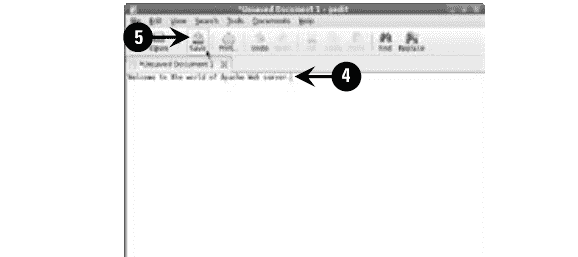 *Unsaved Document 1 - gedit
File Edit View Search Tools Documents Help
5
Open Save Print... Undo Find Replace
*Unsaved Document 1
Welcome to the world of Apache Web server
4